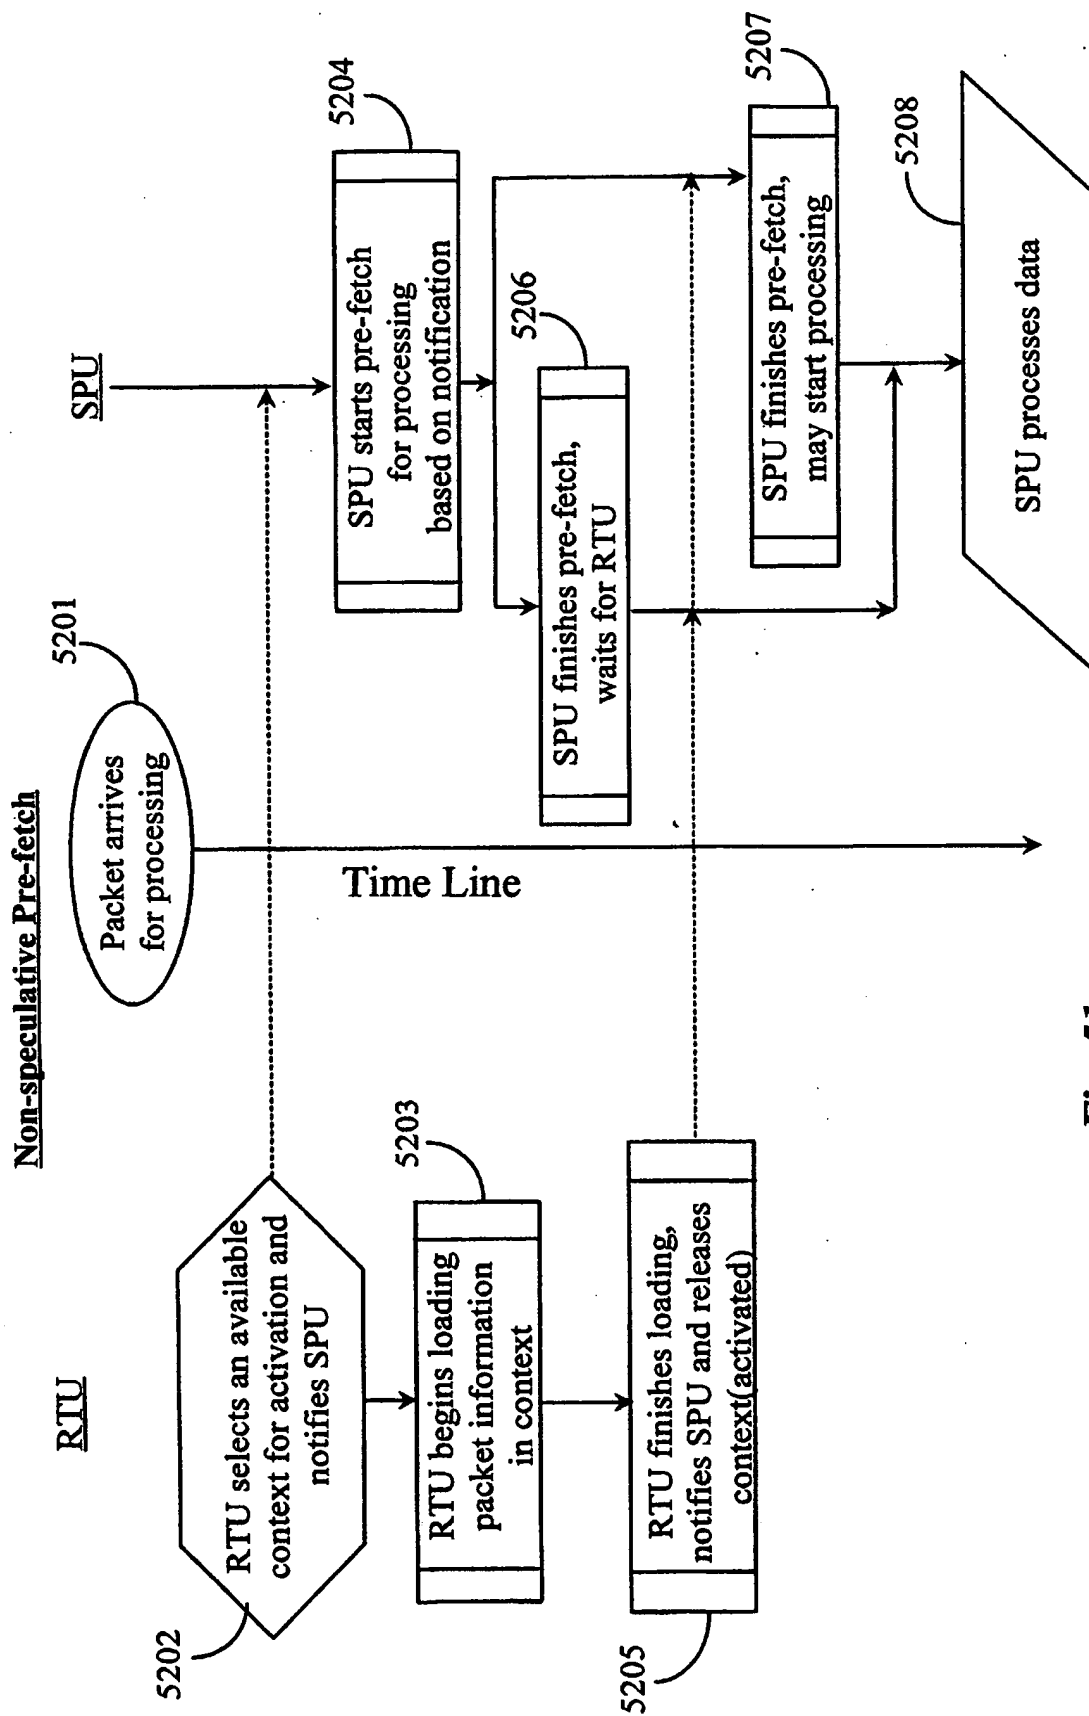 Non-speculative Pre-fetch
RTU
SPU
5201
Packet arrives
for processing
5202
RTU selects an available
context for activation and
notifies SPU
5203
RTU begins loading
packet information
in context
5204
SPU starts pre-fetch
for processing
based on notification
Time Line
5205
RTU finishes loading,
notifies SPU and releases
context(activated)
5206
SPU finishes pre-fetch,
waits for RTU
5207
SPU finishes pre-fetch,
may start processing
5208
SPU processes data